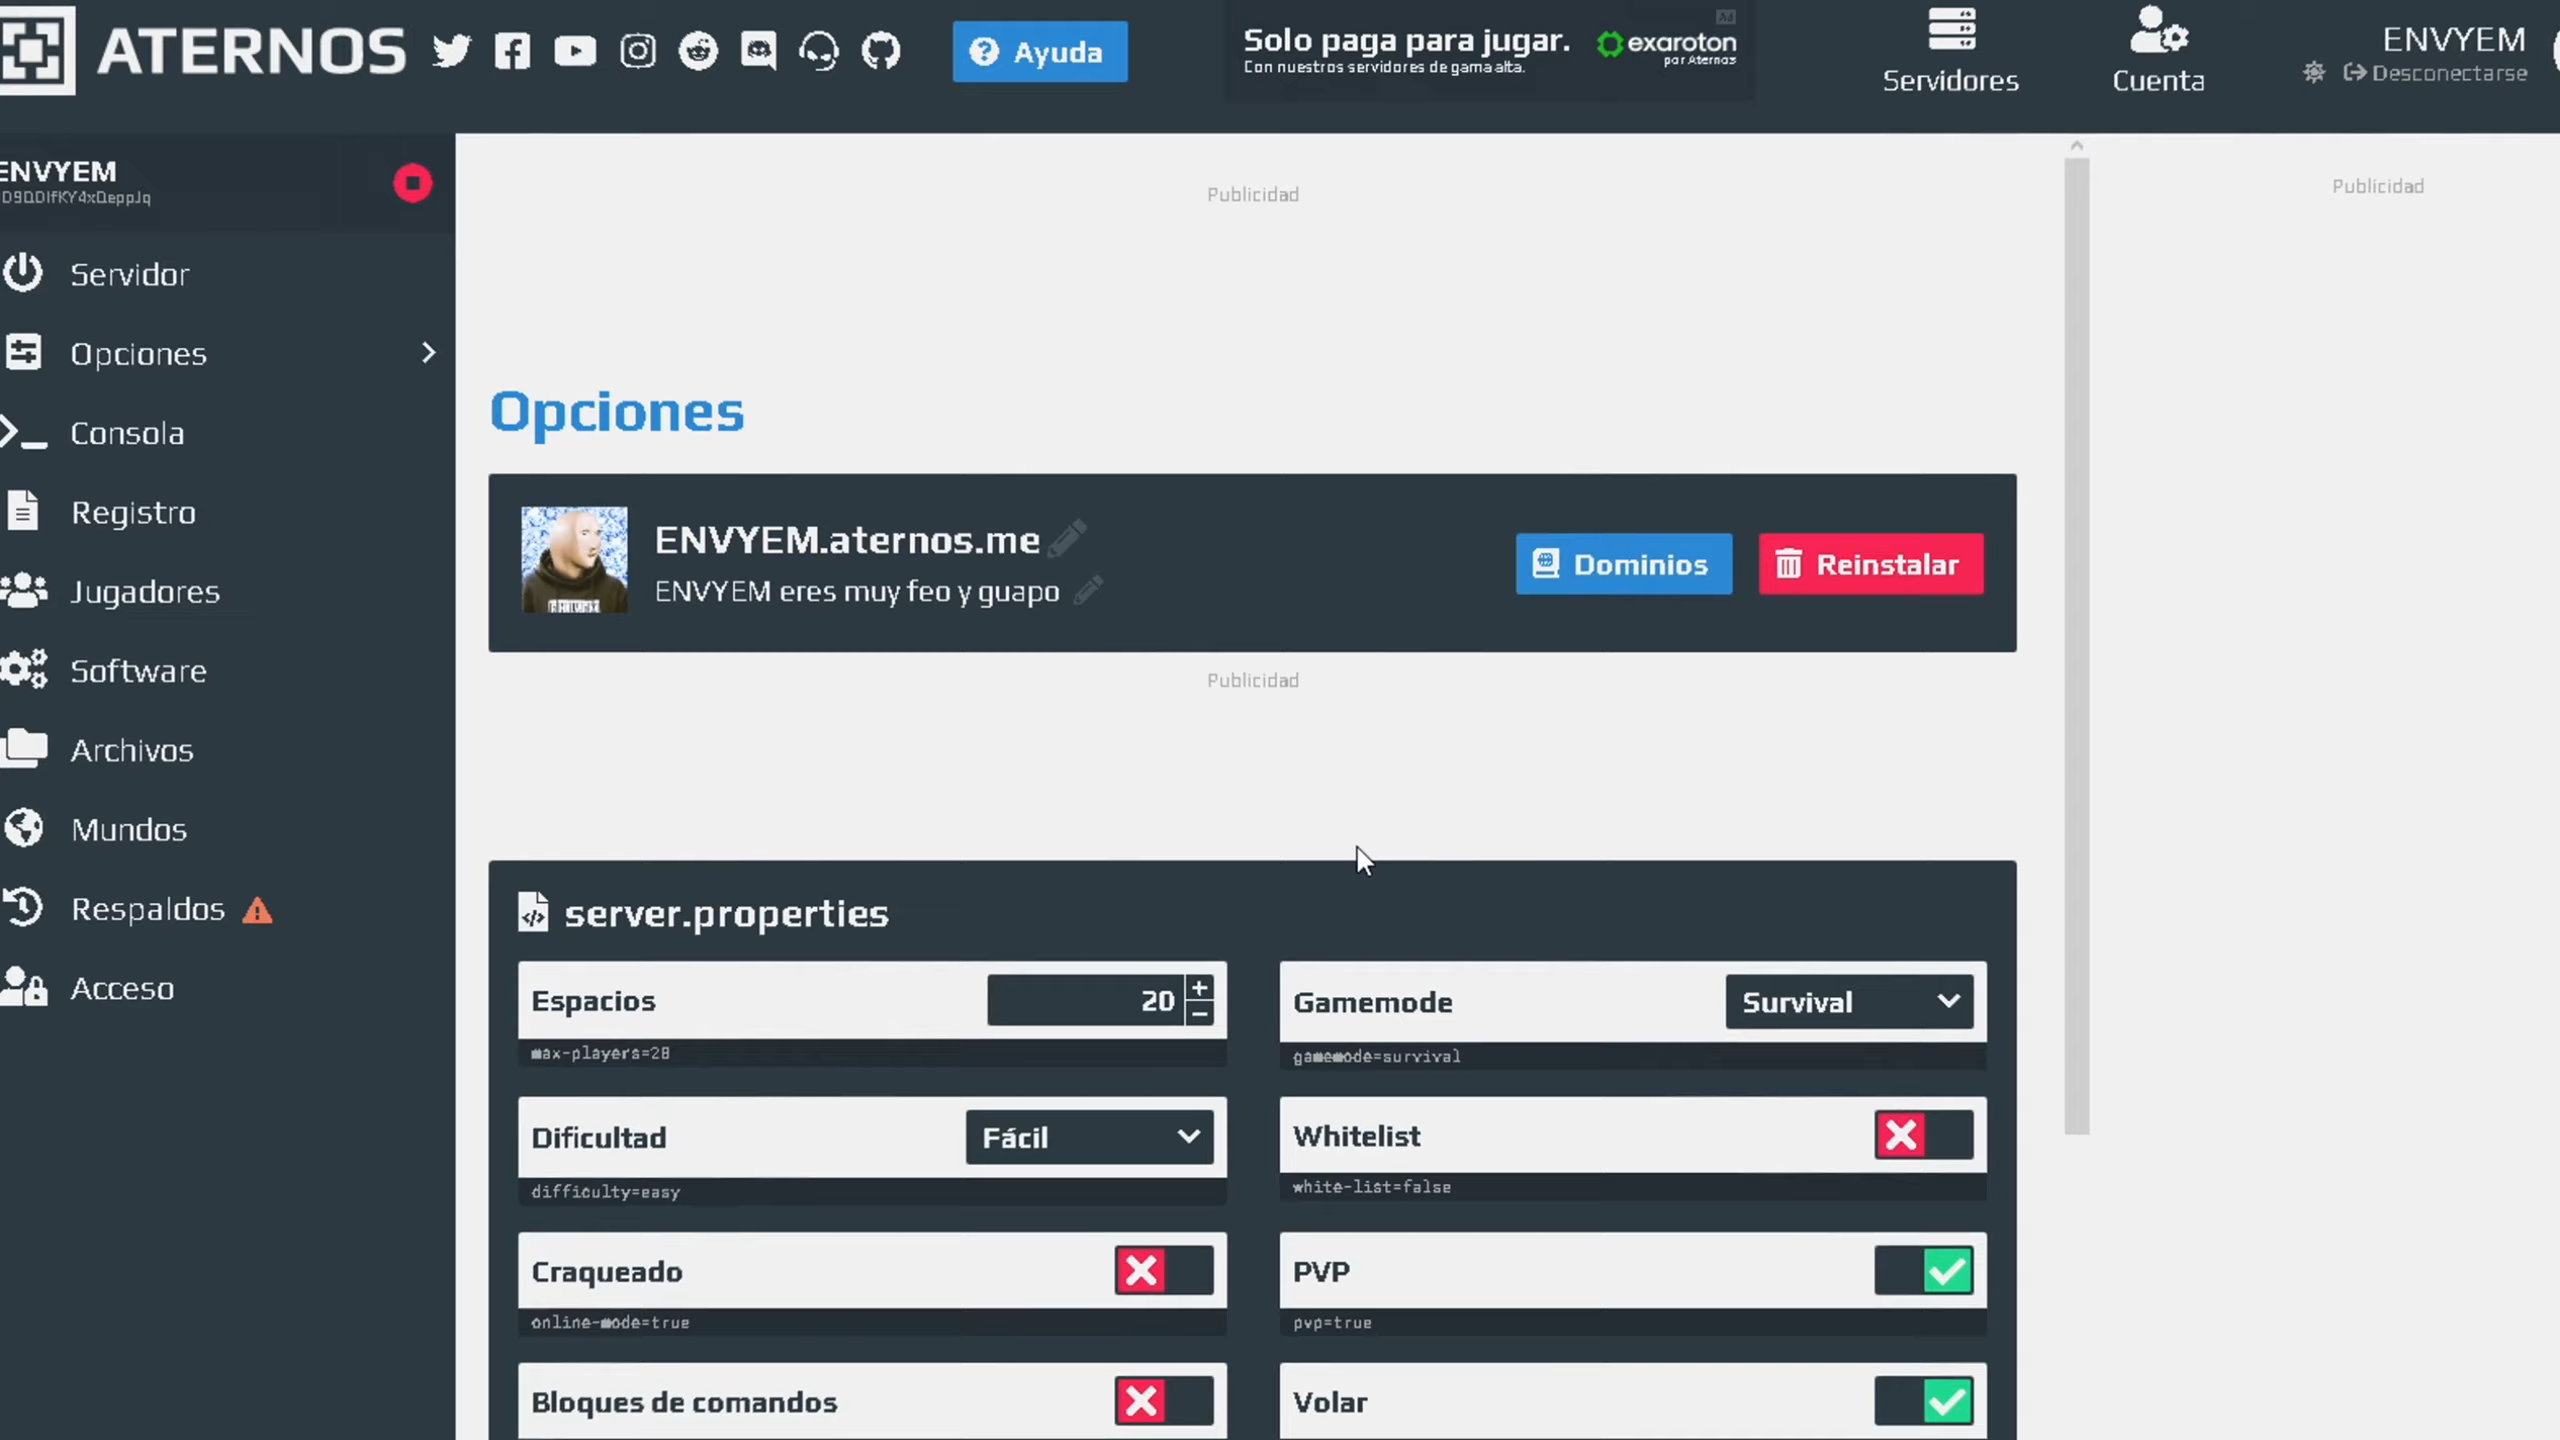 ATERNOS
Ayuda
Ad
Solo paga para jugar.
Con nuestros servidores de gama alta.
exaroton
por Aternos
Servidores
Cuenta
ENVYEM
Desconectarse
ENVYEM
Servidor
Opciones
Consola
Registro
Jugadores
Software
Archivos
Mundos
Respaldos
Acceso
Publicidad
Publicidad
Opciones
ENVYEM.aternos.me
ENVYEM eres muy feo y guapo
Dominios
Reinstalar
Publicidad
server.properties
Espacios
20
max-players=20
Gamemode
Survival
gamemode=survival
Dificultad
Fácil
difficulty=easy
Whitelist
white-list=false
Craqueado
online-mode=true
PVP
pvp=true
Bloques de comandos
Volar